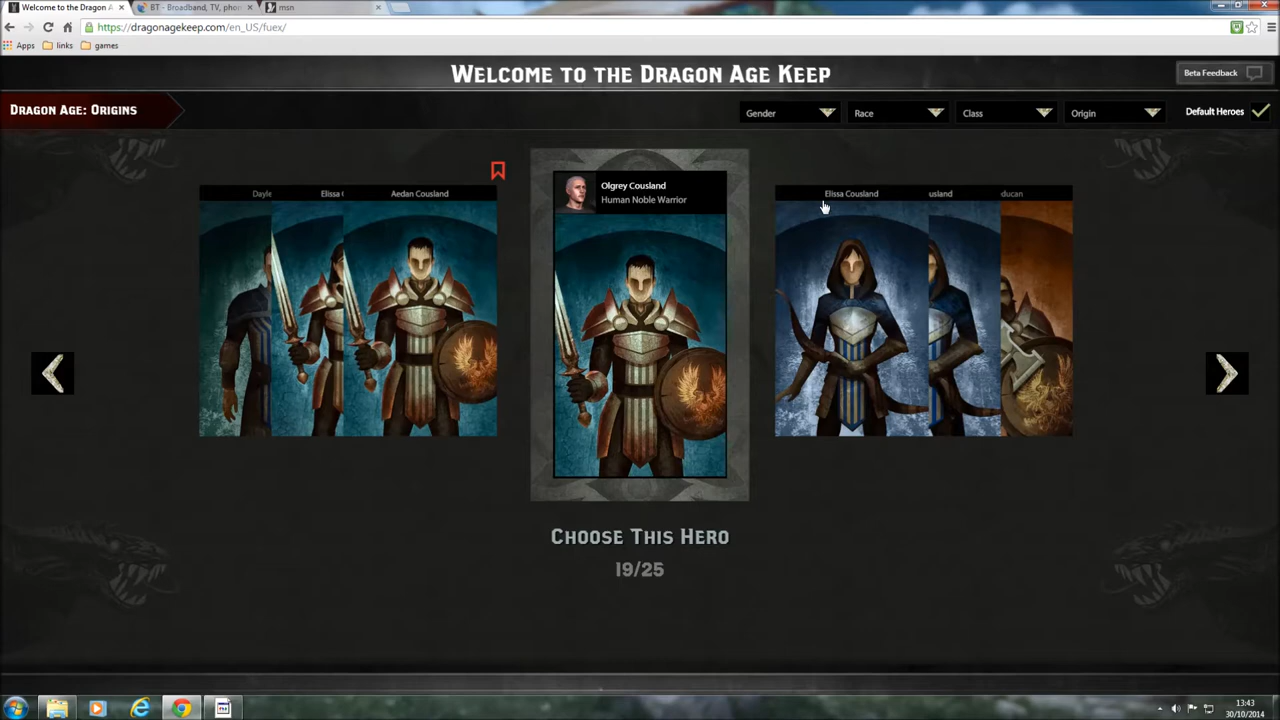 Welcome to the Dragon A
BT - Broadband, TV, phon
msn
https://dragonagekeep.com/en_US/fuex/
Apps links games
WELCOME TO THE DRAGON AGE KEEP
Beta Feedback
DRAGON AGE: ORIGINS
Gender Race Class Origin Default Heroes
Dayle Elissa C Aedan Cousland
Olgrey Cousland
Human Noble Warrior
Elissa Cousland usland ducan
CHOOSE THIS HERO
19/25
13:43
30/10/2014